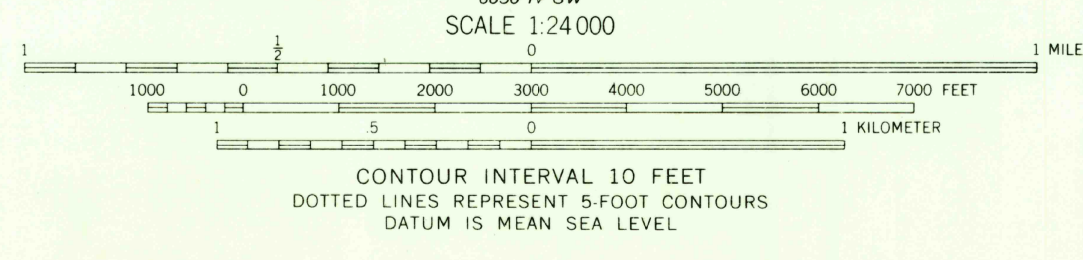 SCALE 1:24 000
1 1/2 0 1 MILE
1000 0 1000 2000 3000 4000 5000 6000 7000 FEET
1 .5 0 1 KILOMETER
CONTOUR INTERVAL 10 FEET
DOTTED LINES REPRESENT 5-FOOT CONTOURS
DATUM IS MEAN SEA LEVEL